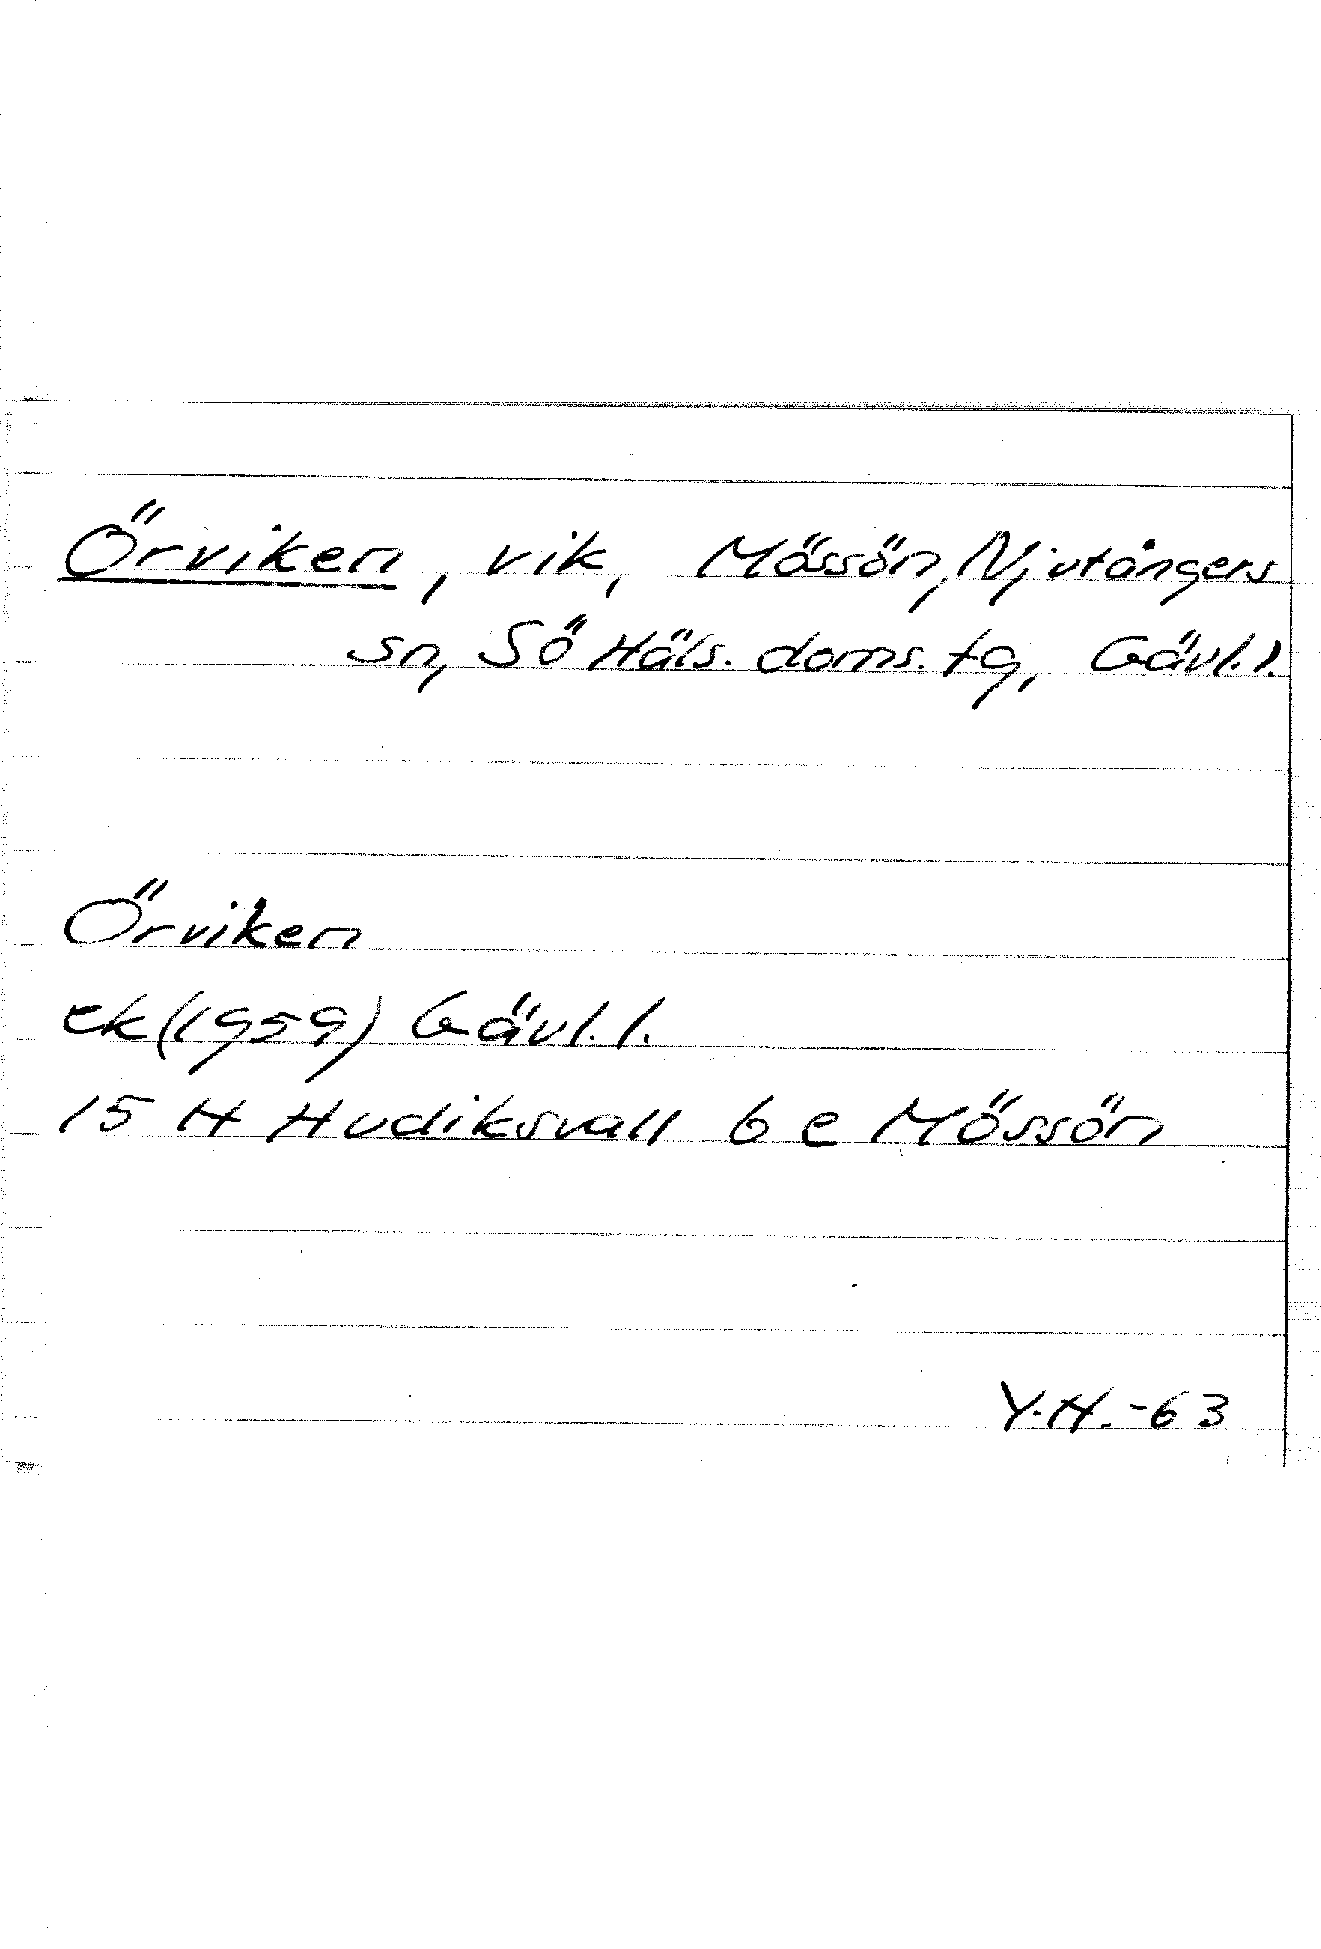 Örviken, vik, Mössön, Njutångers
sn, SÖ Häls. doms. tg, Gävl. l.
Örviken
ek (1959) Gävl. l.
15 H Hudiksvall 6 e Mössön
Y.H. -63